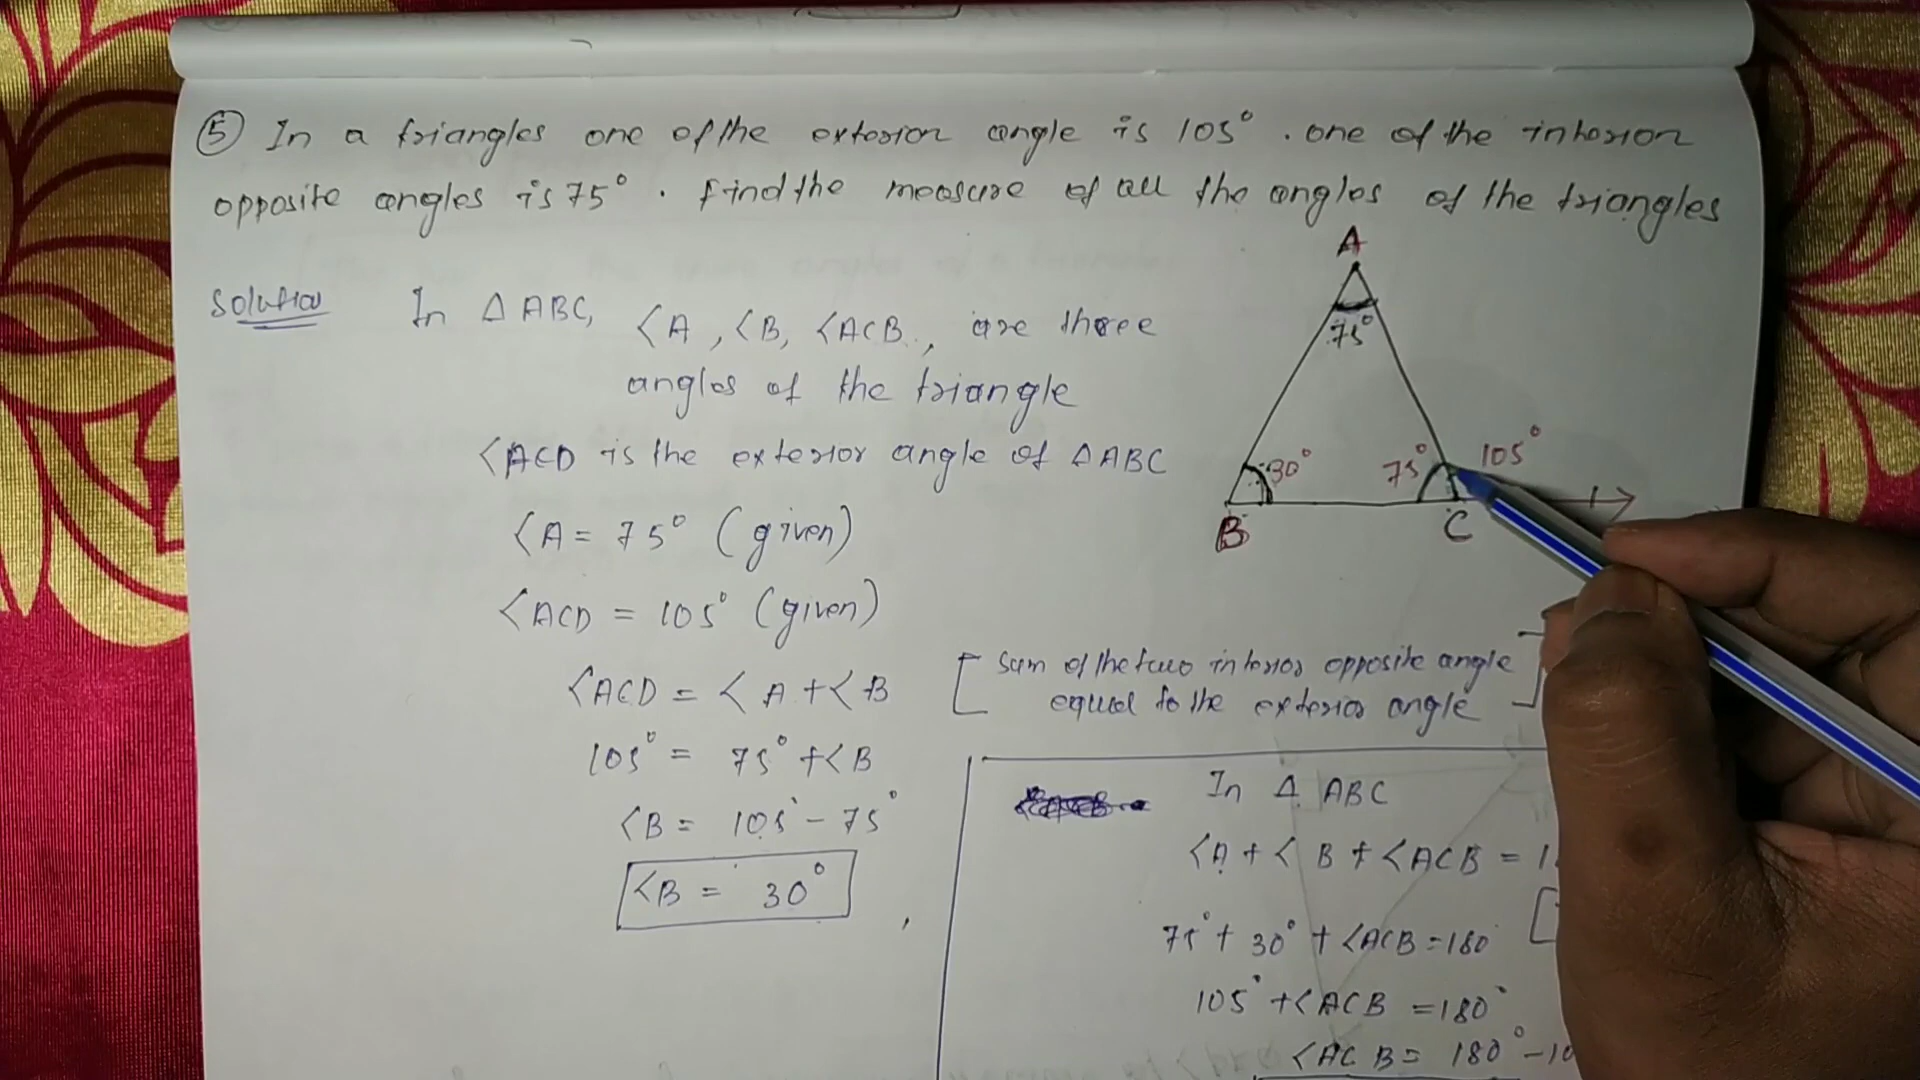 ⑤ In a triangles one of the exterior angle is 105° . one of the interior
opposite angles is 75° . find the measure of all the angles of the triangles
Solution
In △ ABC, <A , <B, <ACB , are three
angles of the triangle
<ACD is the exterior angle of △ ABC
<A = 75° (given)
<ACD = 105° (given)
<ACD = < A + < B
105° = 75° + <B
<B = 105° - 75°
<B = 30°
A
75°
30°
75°
105°
B
C
[ Sum of the two interior opposite angle
equal to the exterior angle ]
In △ ABC
<A + < B + <ACB = 1
75° + 30° + <ACB = 180
105° + <ACB = 180°
<ACB = 180° - 10